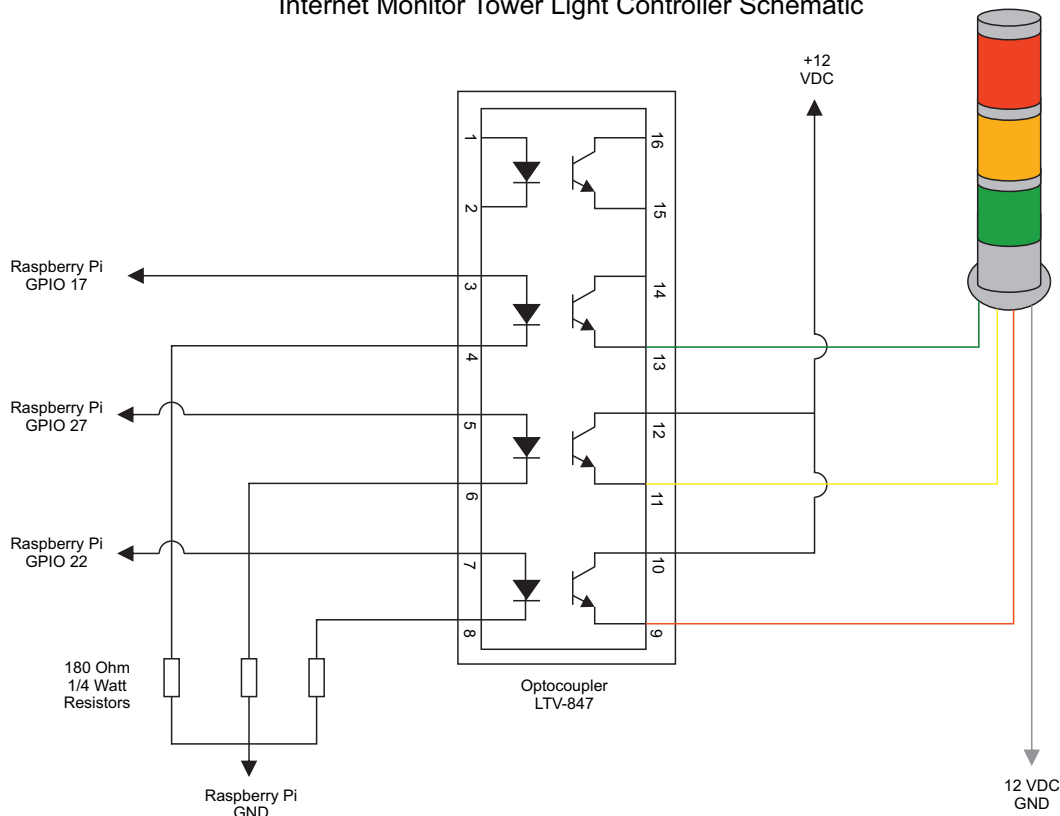 Internet Monitor Tower Light Controller Schematic
+12
VDC
1
16
2
15
Raspberry Pi
GPIO 17
3
14
4
13
Raspberry Pi
GPIO 27
5
12
6
11
Raspberry Pi
GPIO 22
7
10
8
9
180 Ohm
1/4 Watt
Resistors
Optocoupler
LTV-847
Raspberry Pi
GND
12 VDC
GND